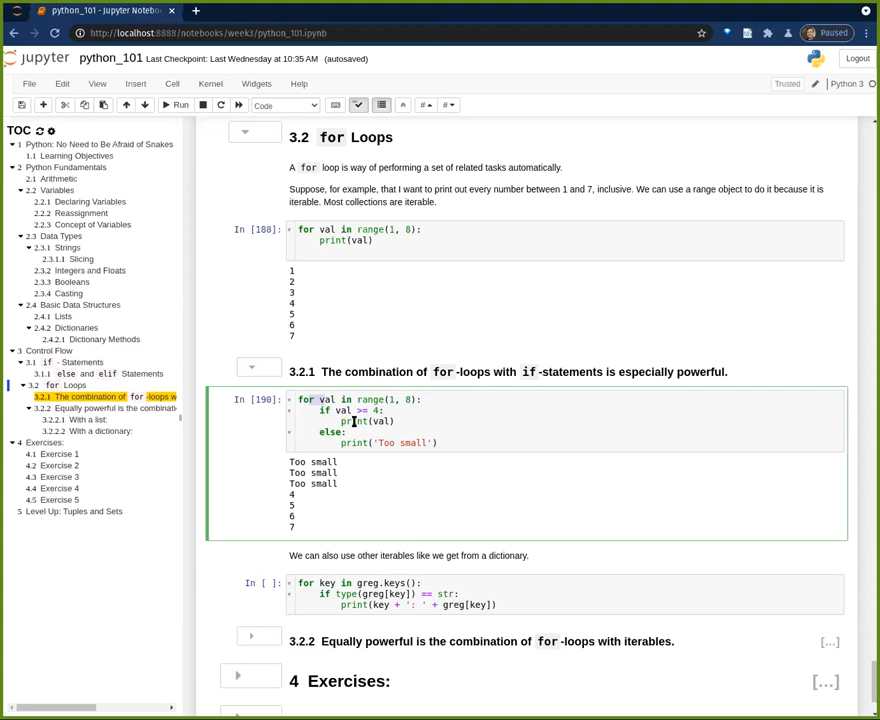 python_101 - Jupyter Notebook
http://localhost:8888/notebooks/week3/python_101.ipynb
Paused
jupyter python_101 Last Checkpoint: Last Wednesday at 10:35 AM (autosaved)
Logout
File Edit View Insert Cell Kernel Widgets Help
Trusted Python 3
Run Code
TOC
1 Python: No Need to Be Afraid of Snakes
1.1 Learning Objectives
2 Python Fundamentals
2.1 Arithmetic
2.2 Variables
2.2.1 Declaring Variables
2.2.2 Reassignment
2.2.3 Concept of Variables
2.3 Data Types
2.3.1 Strings
2.3.1.1 Slicing
2.3.2 Integers and Floats
2.3.3 Booleans
2.3.4 Casting
2.4 Basic Data Structures
2.4.1 Lists
2.4.2 Dictionaries
2.4.2.1 Dictionary Methods
3 Control Flow
3.1 if - Statements
3.1.1 else and elif Statements
3.2 for Loops
3.2.1 The combination of for -loops w
3.2.2 Equally powerful is the combinati
3.2.2.1 With a list:
3.2.2.2 With a dictionary:
4 Exercises:
4.1 Exercise 1
4.2 Exercise 2
4.3 Exercise 3
4.4 Exercise 4
4.5 Exercise 5
5 Level Up: Tuples and Sets
3.2 for Loops
A for loop is way of performing a set of related tasks automatically.
Suppose, for example, that I want to print out every number between 1 and 7, inclusive. We can use a range object to do it because it is
iterable. Most collections are iterable.
In [188]: for val in range(1, 8):
print(val)
1
2
3
4
5
6
7
3.2.1 The combination of for -loops with if -statements is especially powerful.
In [190]: for val in range(1, 8):
if val >= 4:
print(val)
else:
print('Too small')
Too small
Too small
Too small
4
5
6
7
We can also use other iterables like we get from a dictionary.
In [ ]: for key in greg.keys():
if type(greg[key]) == str:
print(key + ': ' + greg[key])
3.2.2 Equally powerful is the combination of for -loops with iterables.
[...]
4 Exercises:
[...]